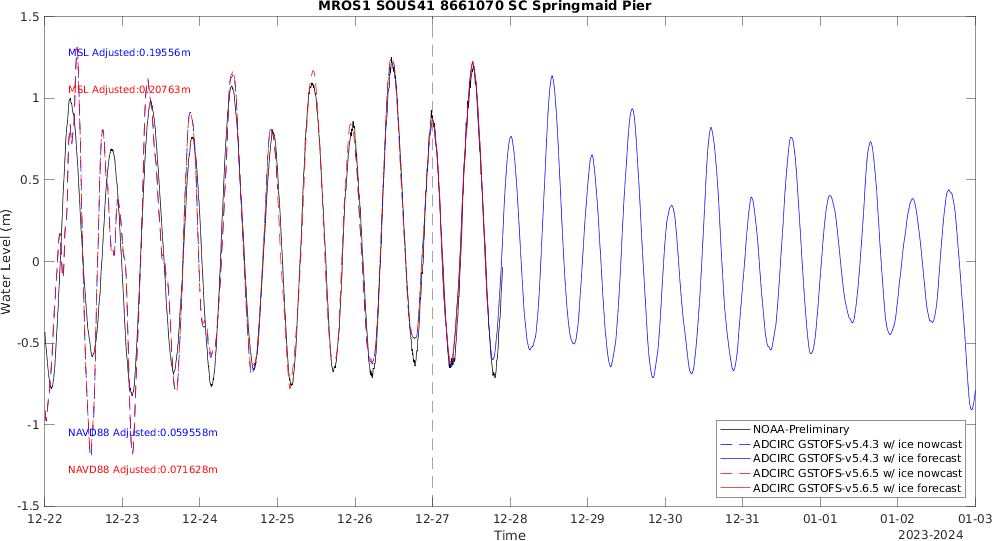 MROS1 SOUS41 8661070 SC Springmaid Pier
Water Level (m)
1.5
1
0.5
0
-0.5
-1
-1.5
MSL Adjusted:0.19556m
MSL Adjusted:0.20763m
NAVD88 Adjusted:0.059558m
NAVD88 Adjusted:0.071628m
NOAA-Preliminary
ADCIRC GSTOFS-v5.4.3 w/ ice nowcast
ADCIRC GSTOFS-v5.4.3 w/ ice forecast
ADCIRC GSTOFS-v5.6.5 w/ ice nowcast
ADCIRC GSTOFS-v5.6.5 w/ ice forecast
12-22 12-23 12-24 12-25 12-26 12-27 12-28 12-29 12-30 12-31 01-01 01-02 01-03
Time
2023-2024